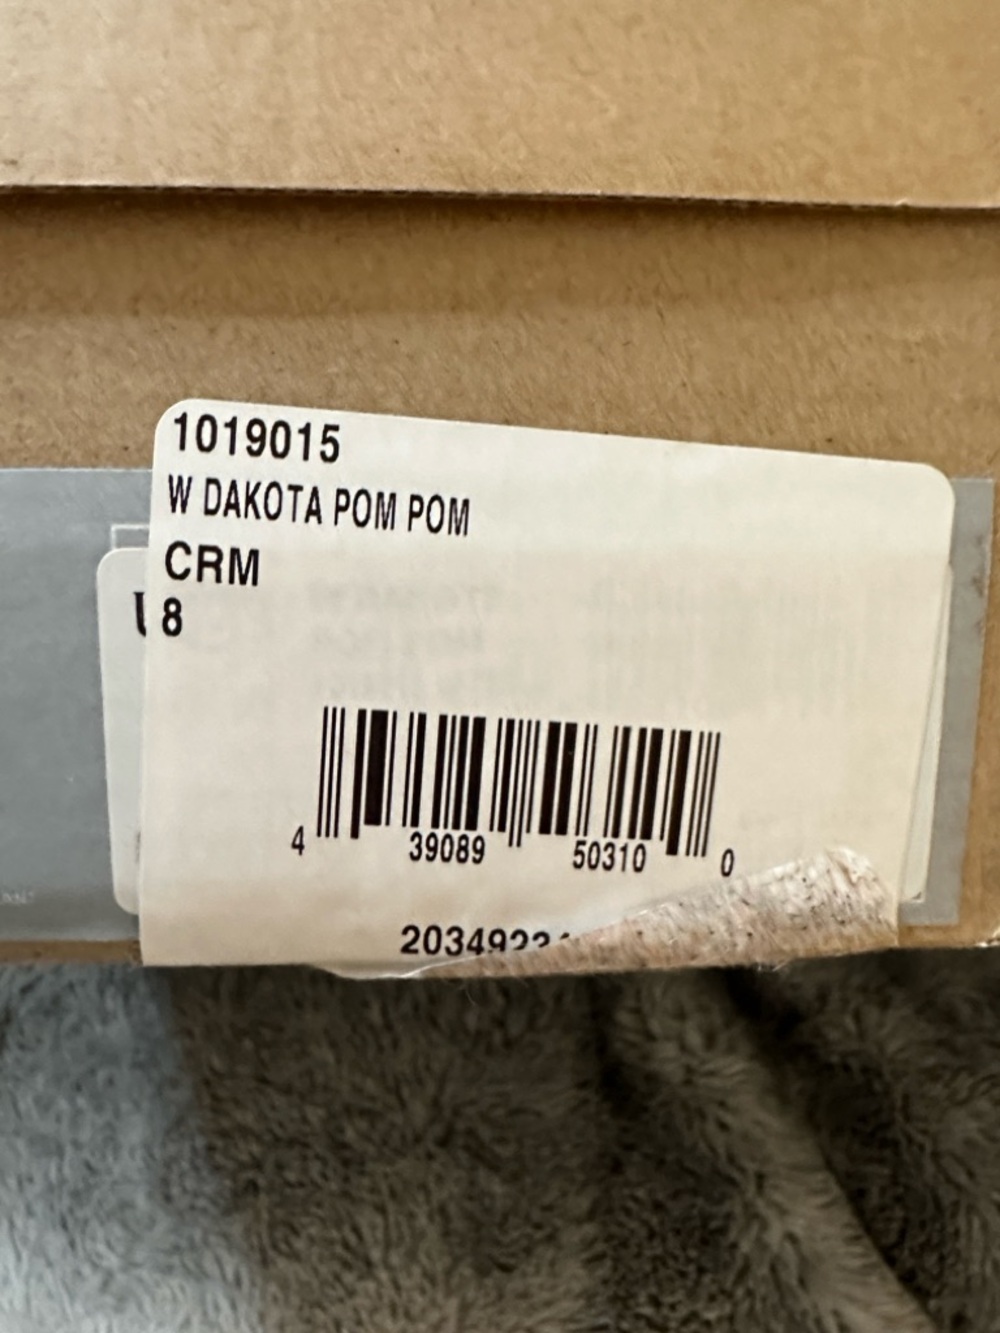 1019015
W DAKOTA POM POM
CRM
8
4 39089 50310 0